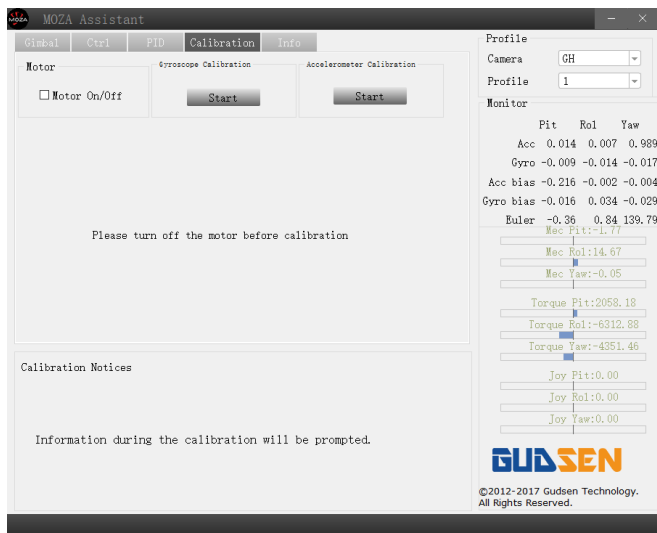 MOZA MOZA Assistant
Gimbal Ctrl PID Calibration Info
Motor
Motor On/Off
Gyroscope Calibration
Start
Accelerometer Calibration
Start
Please turn off the motor before calibration
Calibration Notices
Information during the calibration will be prompted.
Profile
Camera GH
Profile 1
Monitor
Pit Rol Yaw
Acc 0.014 0.007 0.989
Gyro -0.009 -0.014 -0.017
Acc bias -0.216 -0.002 -0.004
Gyro bias -0.016 0.034 -0.029
Euler -0.36 0.84 139.79
Mec Pit:-1.77
Mec Rol:14.67
Mec Yaw:-0.05
Torque Pit:2058.18
Torque Rol:-6312.88
Torque Yaw:-4351.46
Joy Pit:0.00
Joy Rol:0.00
Joy Yaw:0.00
GUDSEN
©2012-2017 Gudsen Technology.
All Rights Reserved.